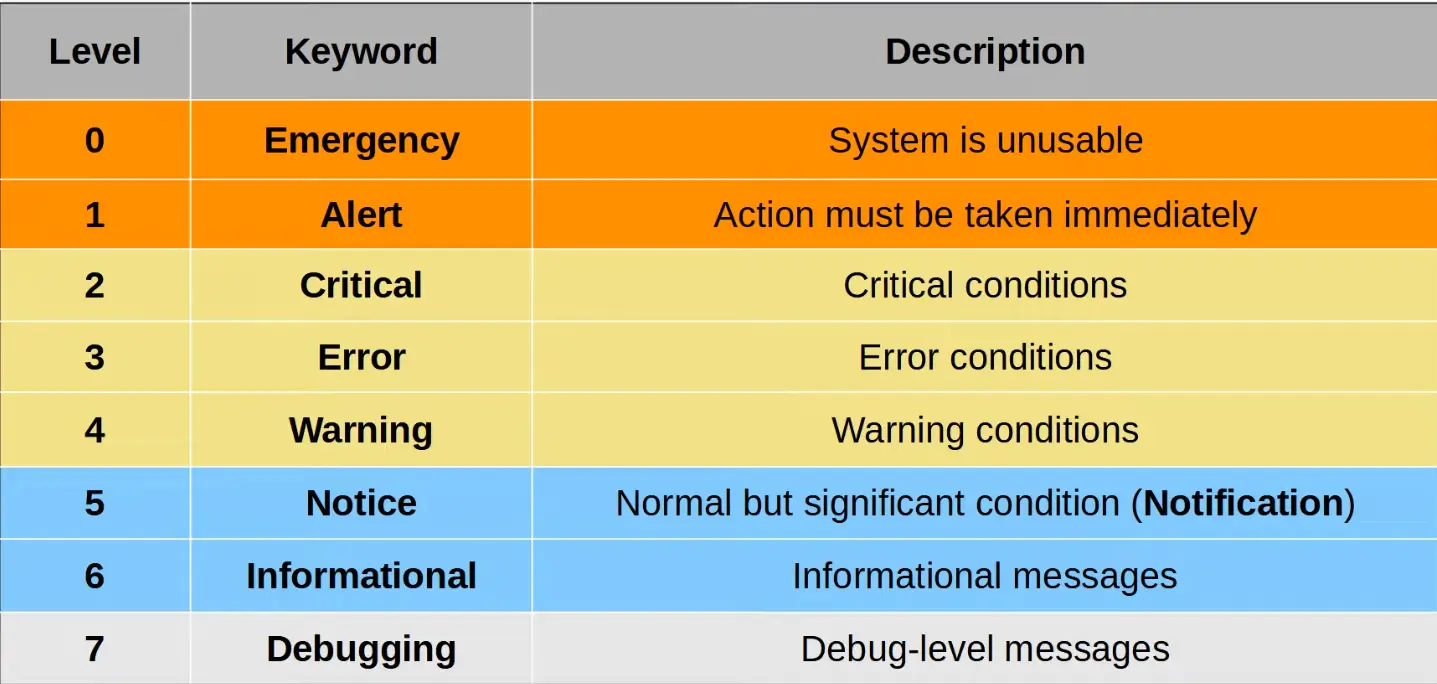 Level Keyword Description
0 Emergency System is unusable
1 Alert Action must be taken immediately
2 Critical Critical conditions
3 Error Error conditions
4 Warning Warning conditions
5 Notice Normal but significant condition (Notification)
6 Informational Informational messages
7 Debugging Debug-level messages